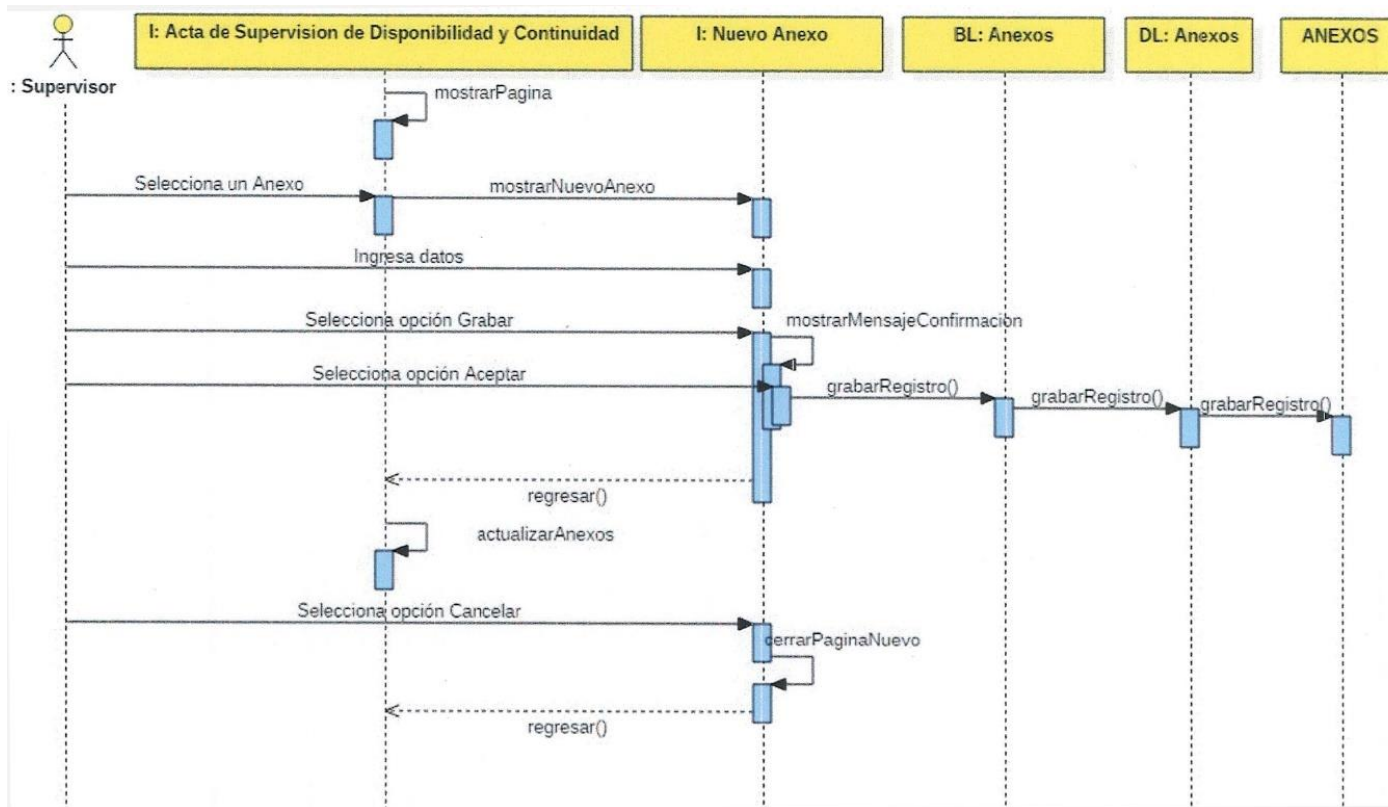 I: Acta de Supervision de Disponibilidad y Continuidad
I: Nuevo Anexo
BL: Anexos
DL: Anexos
ANEXOS
: Supervisor
mostrarPagina
Selecciona un Anexo
mostrarNuevoAnexo
Ingresa datos
Selecciona opción Grabar
mostrarMensajeConfirmacion
Selecciona opción Aceptar
grabarRegistro()
grabarRegistro()
grabarRegistro()
regresar()
actualizarAnexos
Selecciona opción Cancelar
cerrarPaginaNuevo
regresar()